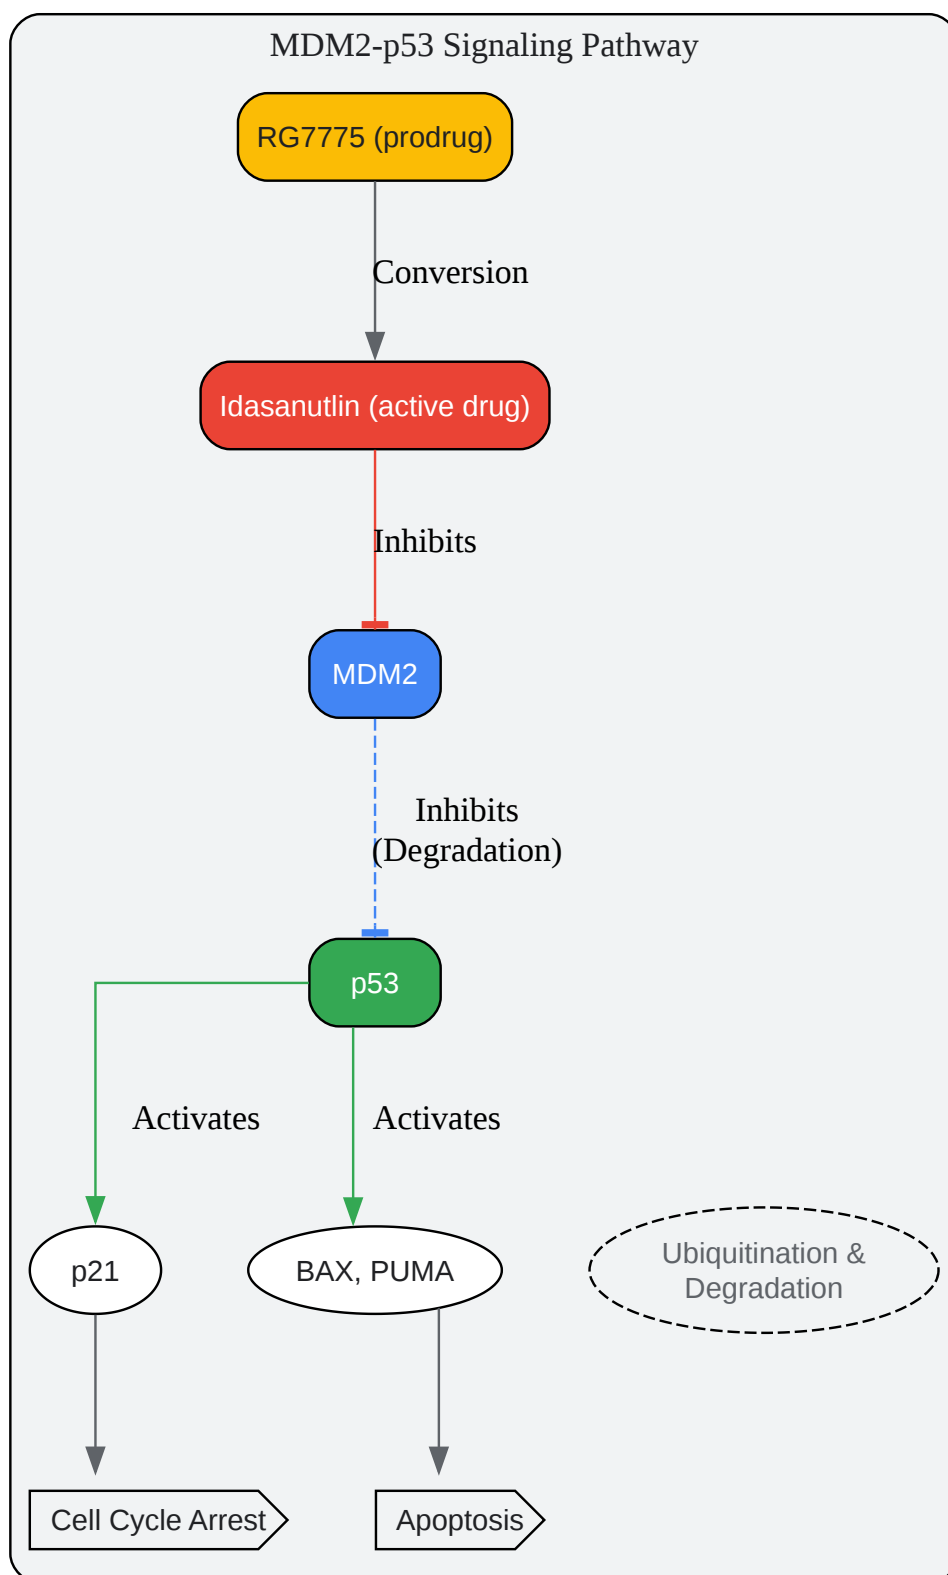 MDM2-p53 Signaling Pathway
RG7775 (prodrug)
Conversion
Idasanutlin (active drug)
Inhibits
MDM2
Inhibits
(Degradation)
p53
Activates
Activates
p21
BAX, PUMA
Ubiquitination &
Degradation
Cell Cycle Arrest
Apoptosis